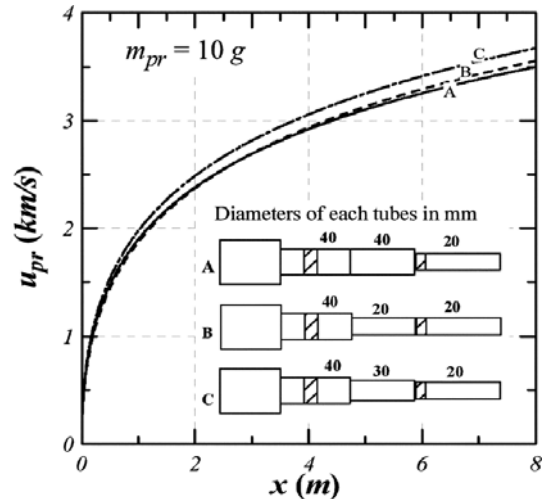 4
m_pr = 10 g
C
B
A
3
u_pr (km/s)
Diameters of each tubes in mm
2
40 40 20
A
40 20 20
1
B
40 30 20
C
0
0 2 4 6 8
x (m)